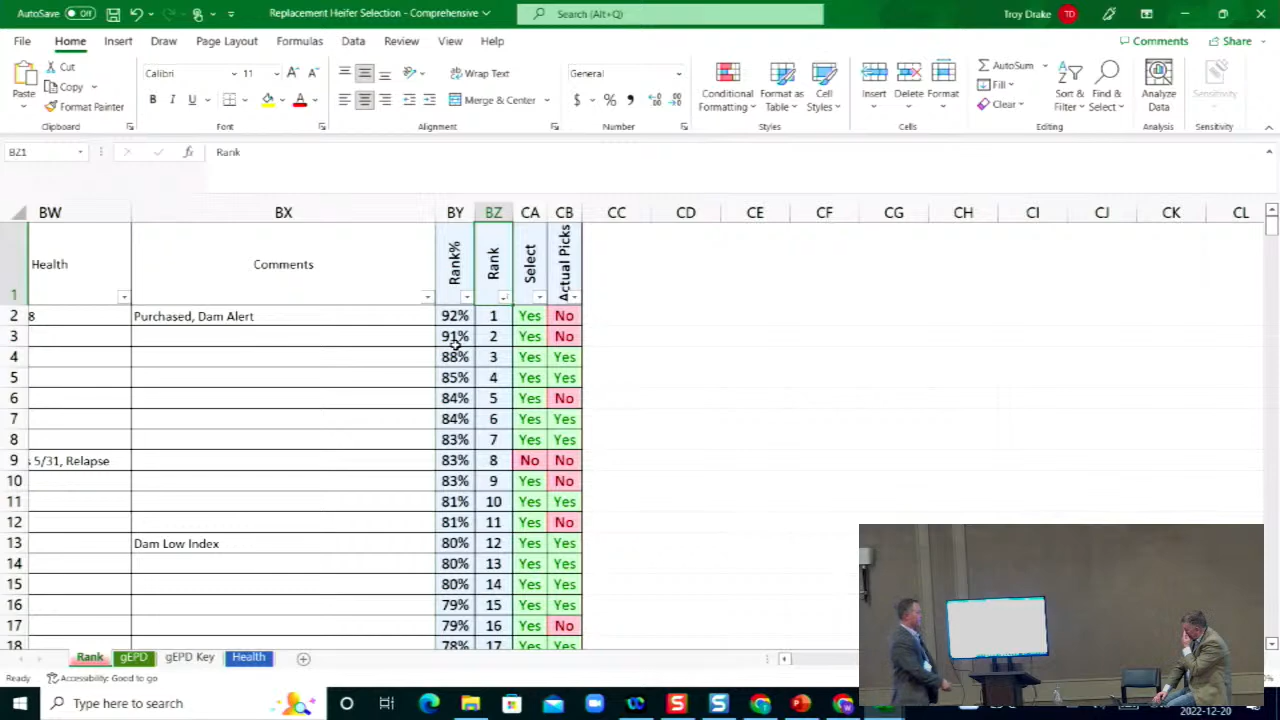 AutoSave Off Replacement Heifer Selection - Compatibility Search (Alt+Q) Troy Drake TD
File Home Insert Draw Page Layout Formulas Data Review View Help Comments Share
Cut
Copy
Format Painter
Paste
Clipboard
Calibri 11
B I U
Font
Wrap Text
Merge & Center
Alignment
General
$ % ,
Number
Conditional Formatting
Format as Table
Cell Styles
Styles
Insert Delete Format
Cells
AutoSum
Fill
Clear
Sort & Filter
Find & Select
Editing
Analyze Data
Analysis
Sensitivity
Sensitivity
BZ1 fx Rank
BW BX BY BZ CA CB CC CD CE CF CG CH CI CJ CK CL
1 Health Comments Rank% Rank Select Actual Picks
2 8 Purchased, Dam Alert 92% 1 Yes No
3 91% 2 Yes No
4 88% 3 Yes Yes
5 85% 4 Yes Yes
6 84% 5 Yes No
7 84% 6 Yes Yes
8 83% 7 Yes Yes
9 5/31, Relapse 83% 8 No No
10 83% 9 Yes No
11 81% 10 Yes Yes
12 81% 11 Yes No
13 Dam Low Index 80% 12 Yes Yes
14 80% 13 Yes Yes
15 80% 14 Yes Yes
16 79% 15 Yes Yes
17 79% 16 Yes No
18 78% 17 Yes Yes
Rank gEPD gEPD Key Health
Ready Accessibility: Good to go
Type here to search
2022-12-20